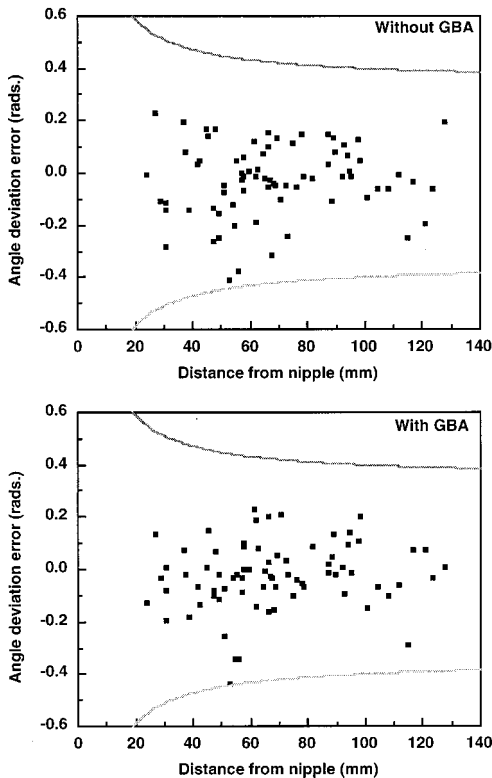 Without GBA
0.6
0.4
0.2
0.0
-0.2
-0.4
-0.6
Angle deviation error (rads.)
0 20 40 60 80 100 120 140
Distance from nipple (mm)
With GBA
0.6
0.4
0.2
0.0
-0.2
-0.4
-0.6
Angle deviation error (rads.)
0 20 40 60 80 100 120 140
Distance from nipple (mm)